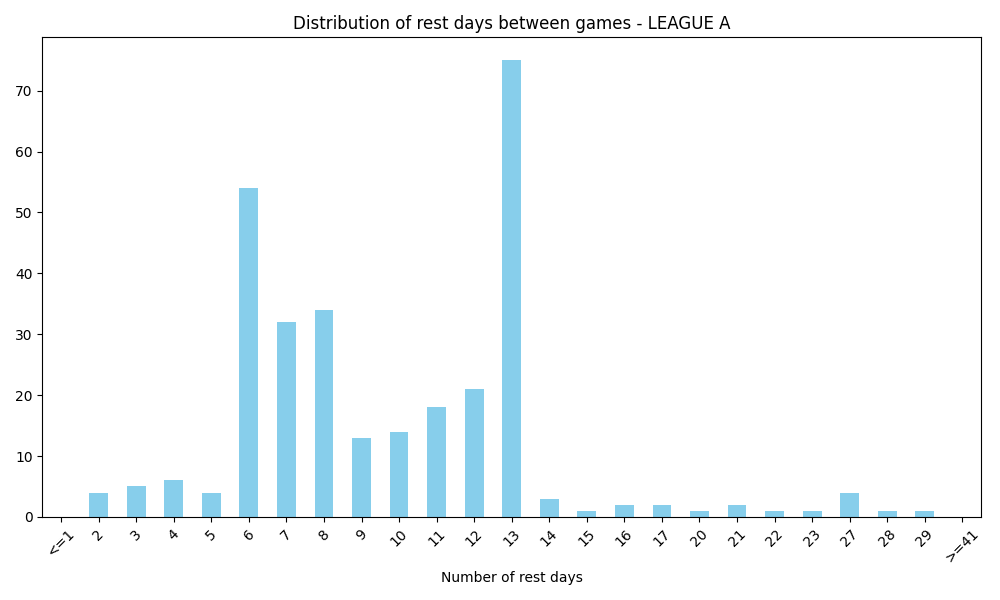 Distribution of rest days between games - LEAGUE A
70
60
50
40
30
20
10
0
<=1 2 3 4 5 6 7 8 9 10 11 12 13 14 15 16 17 20 21 22 23 27 28 29 >=41
Number of rest days